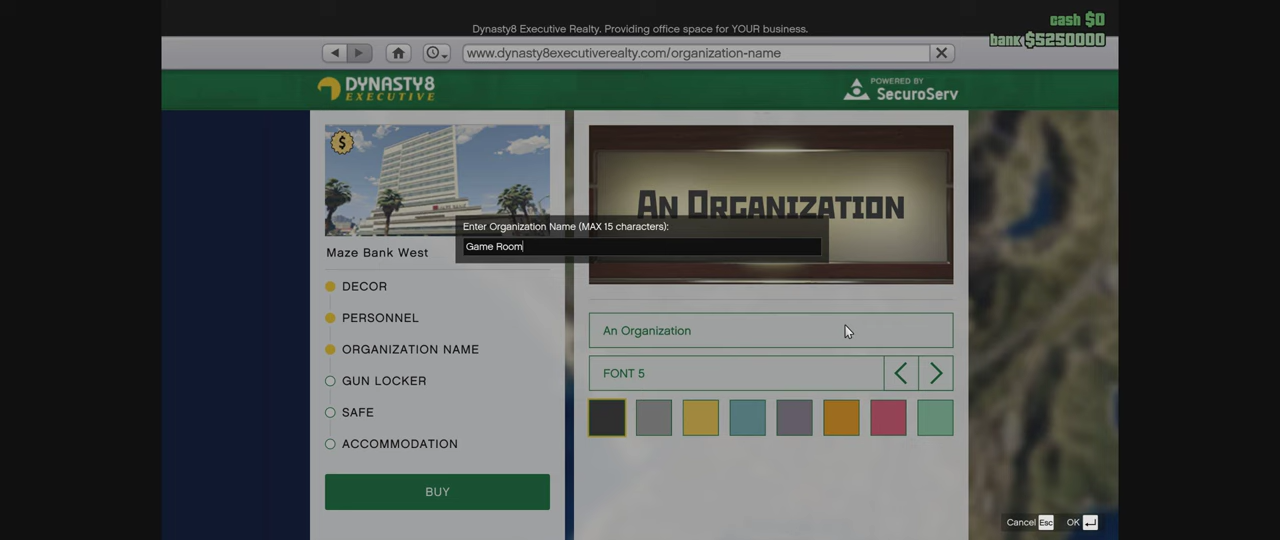 Dynasty8 Executive Realty. Providing office space for YOUR business.
cash $0
bank $5250000
www.dynasty8executiverealty.com/organization-name
DYNASTY 8
EXECUTIVE
POWERED BY
SecuroServ
$
An Organization
Enter Organization Name (MAX 15 characters):
Game Room
Maze Bank West
DECOR
PERSONNEL
ORGANIZATION NAME
GUN LOCKER
SAFE
ACCOMMODATION
BUY
An Organization
FONT 5
Cancel Esc OK